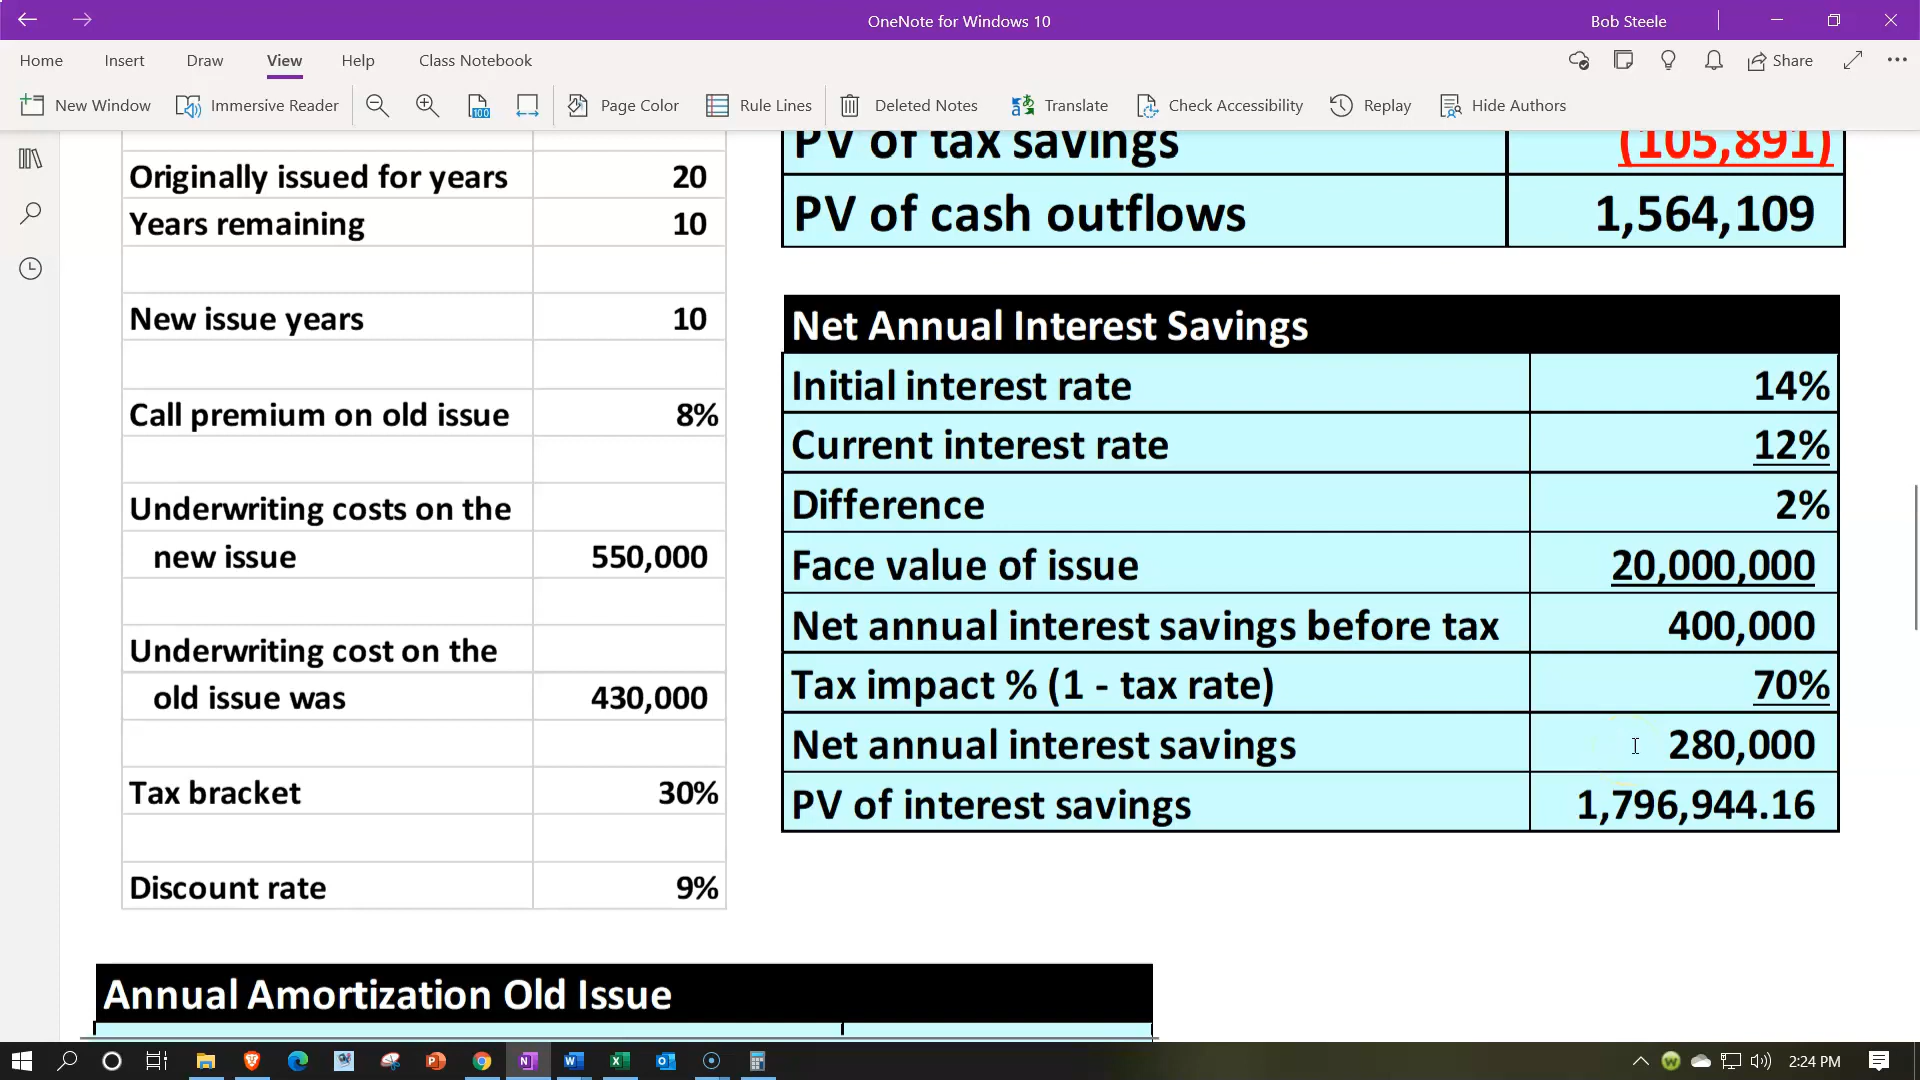 OneNote for Windows 10
Bob Steele
Home Insert Draw View Help Class Notebook Share
New Window Immersive Reader 100 Page Color Rule Lines Deleted Notes Translate Check Accessibility Replay Hide Authors
Originally issued for years 20
Years remaining 10
New issue years 10
Call premium on old issue 8%
Underwriting costs on the
new issue 550,000
Underwriting cost on the
old issue was 430,000
Tax bracket 30%
Discount rate 9%
PV of tax savings (105,891)
PV of cash outflows 1,564,109
Net Annual Interest Savings
Initial interest rate 14%
Current interest rate 12%
Difference 2%
Face value of issue 20,000,000
Net annual interest savings before tax 400,000
Tax impact % (1 - tax rate) 70%
Net annual interest savings 280,000
PV of interest savings 1,796,944.16
Annual Amortization Old Issue
2:24 PM